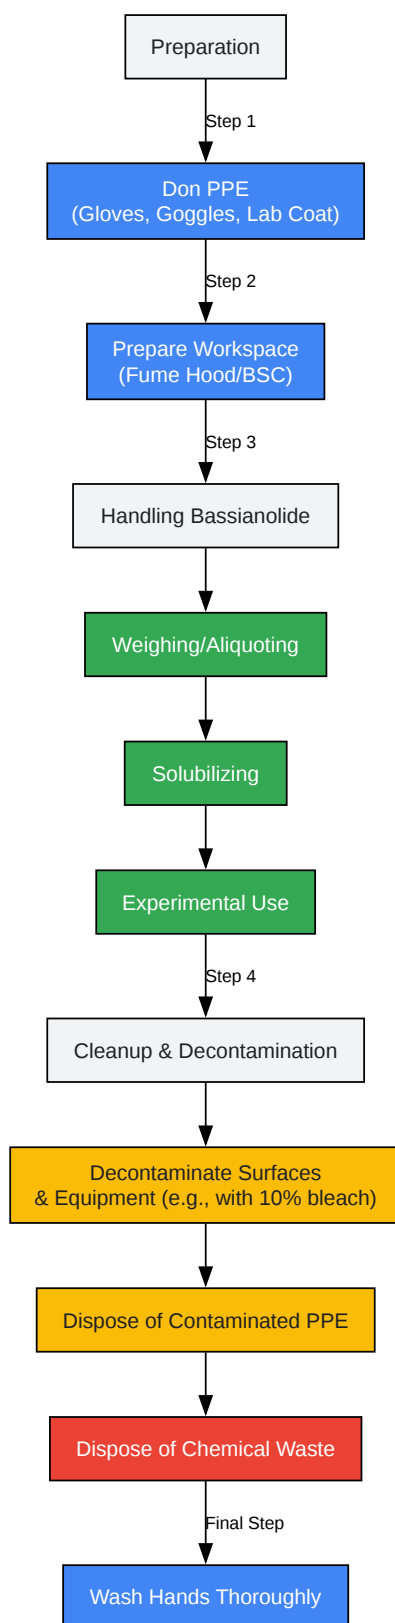 Preparation
Step 1
Don PPE
(Gloves, Goggles, Lab Coat)
Step 2
Prepare Workspace
(Fume Hood/BSC)
Step 3
Handling Bassianolide
Weighing/Aliquoting
Solubilizing
Experimental Use
Step 4
Cleanup & Decontamination
Decontaminate Surfaces
& Equipment (e.g., with 10% bleach)
Dispose of Contaminated PPE
Dispose of Chemical Waste
Final Step
Wash Hands Thoroughly